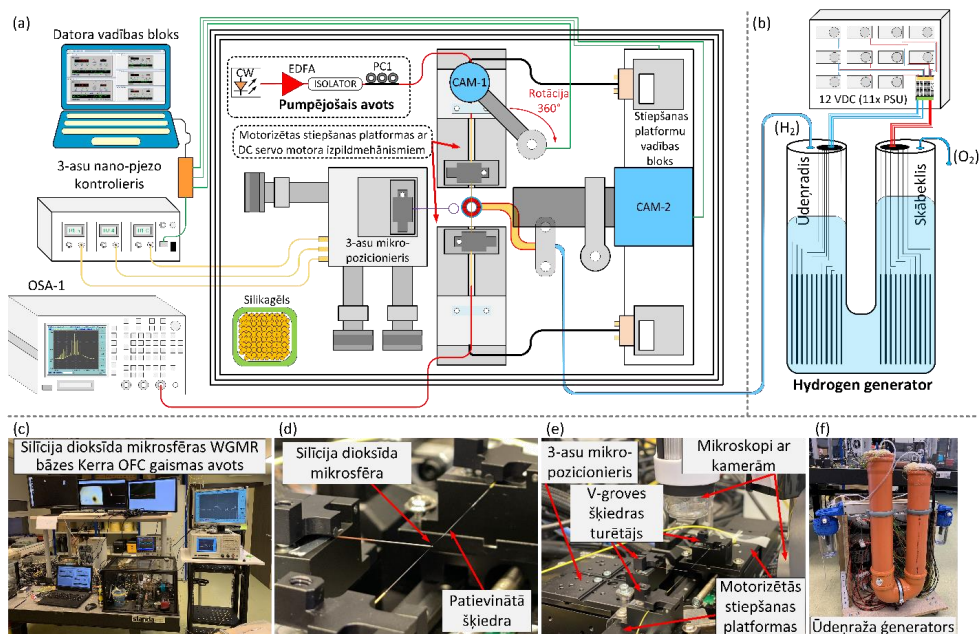 (a)
Datora vadības bloks
3-asu nano-pjezo
kontrolieris
OSA-1
CW
EDFA
ISOLATOR
PC1
Pumpējošais avots
CAM-1
Rotācija
360°
Motorizētas stiepšanas platformas ar
DC servo motora izpildmehānismiem
Stiepšanas
platformu
vadības
bloks
CAM-2
3-asu mikro-
pozicionieris
Silikagēls
(b)
12 VDC (11x PSU)
(H₂)
(O₂)
Ūdeņradis
Skābeklis
Hydrogen generator
(c)
Silīcija dioksīda mikrosfēras WGMR
bāzes Kerra OFC gaismas avots
(d)
Silīcija dioksīda
mikrosfēra
Patievinātā
šķiedra
(e)
3-asu mikro-
pozicionieris
Mikroskopi ar
kamerām
V-groves
šķiedras
turētājs
Motorizētās
stiepšanas
platformas
(f)
Ūdeņraža ģenerators